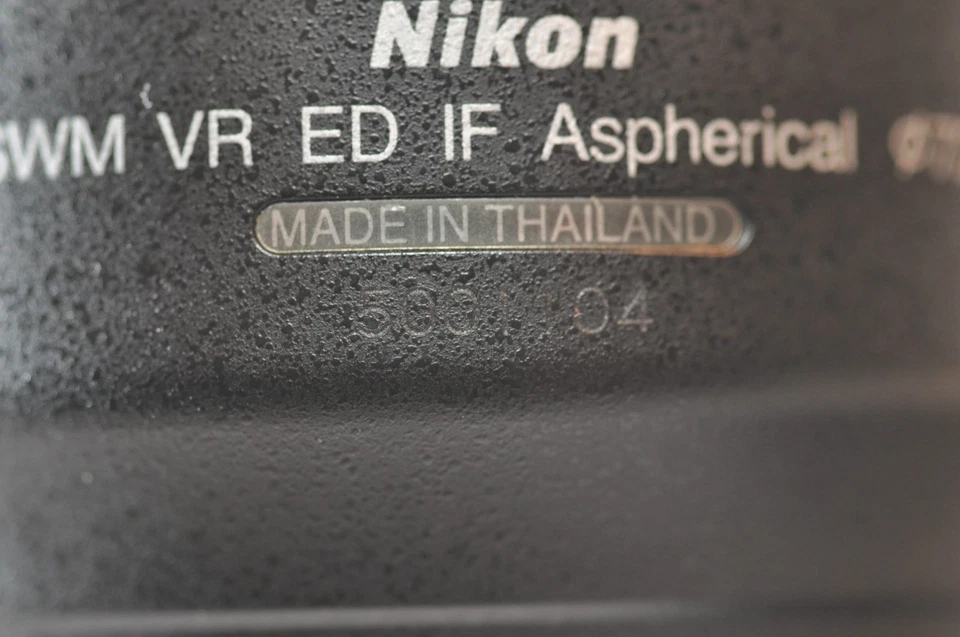 Nikon
SWM VR ED IF Aspherical
MADE IN THAILAND